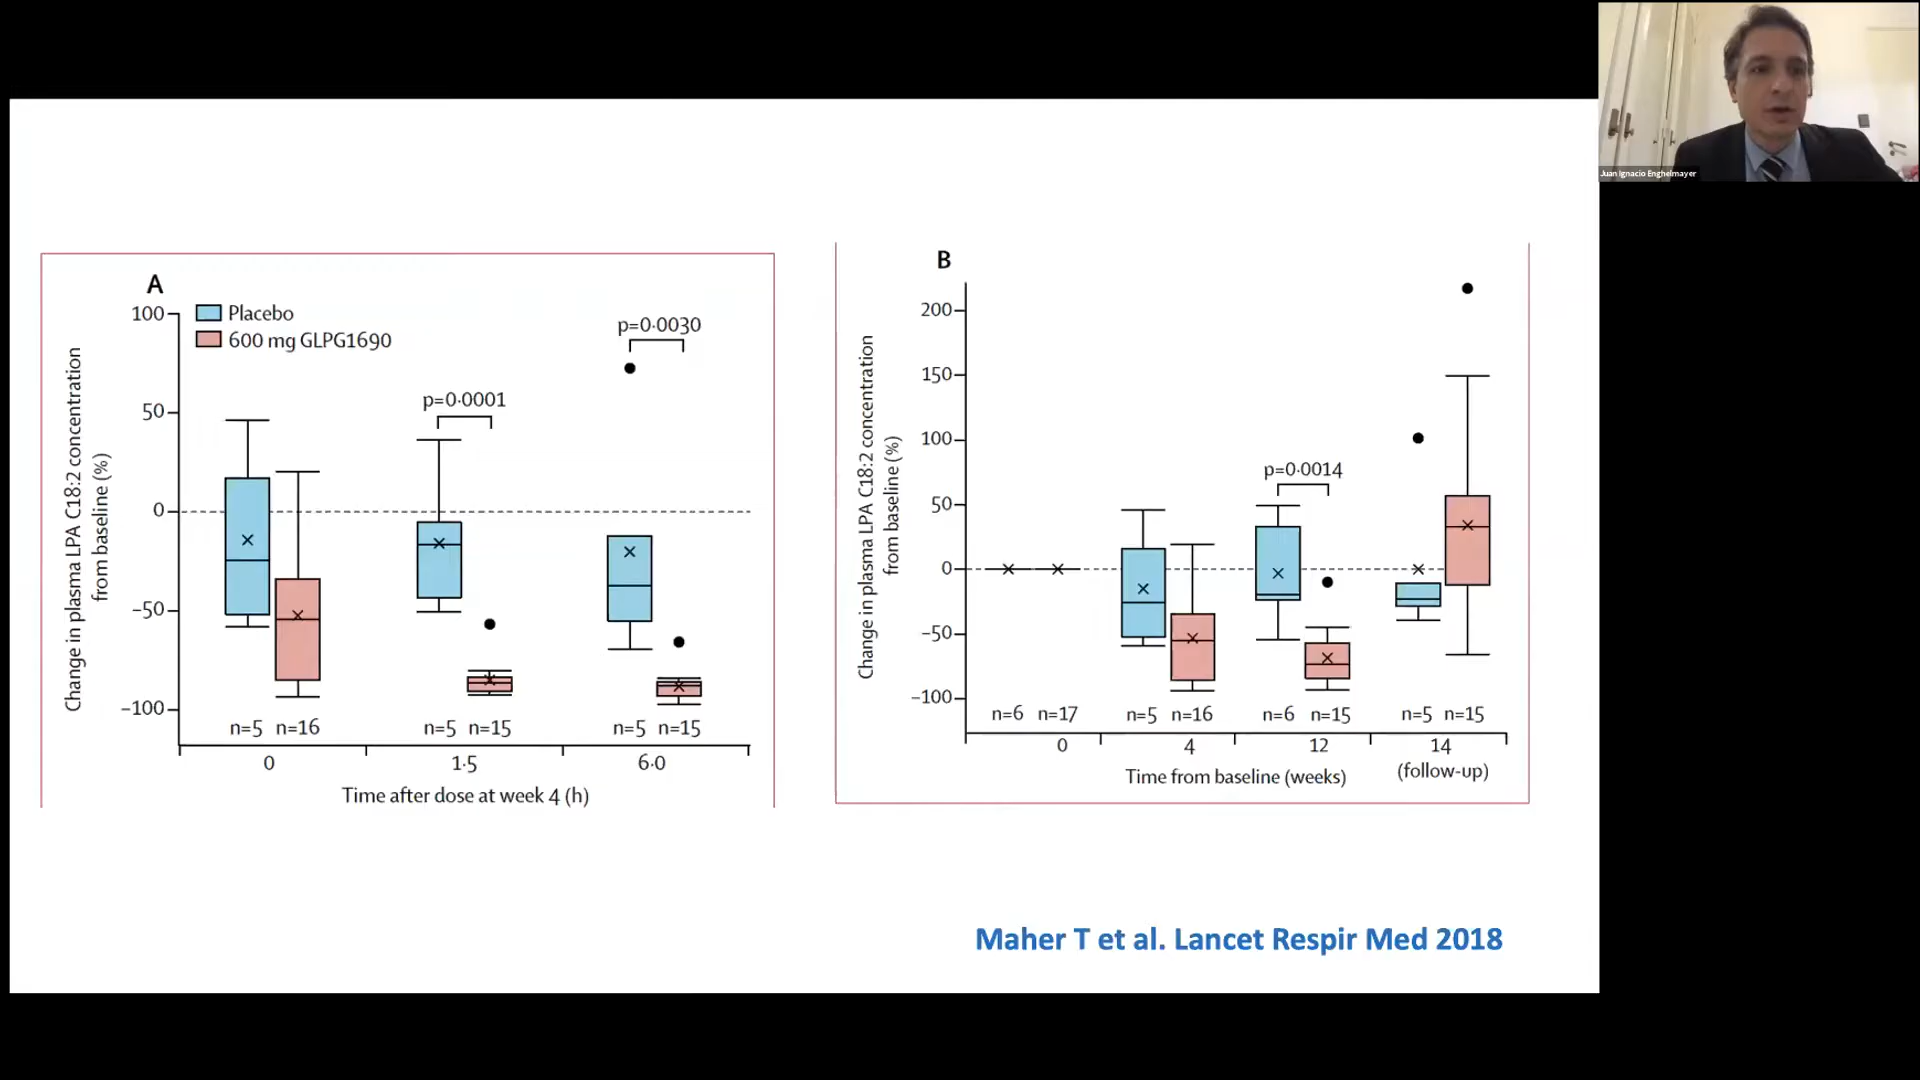 Juan Ignacio Enghelmayer
A
Placebo
600 mg GLPG1690
Change in plasma LPA C18:2 concentration
from baseline (%)
100
50
0
−50
−100
p=0·0001
p=0·0030
n=5 n=16
n=5 n=15
n=5 n=15
0
1·5
6·0
Time after dose at week 4 (h)
B
Change in plasma LPA C18:2 concentration
from baseline (%)
200
150
100
50
0
−50
−100
p=0·0014
n=6 n=17
n=5 n=16
n=6 n=15
n=5 n=15
0
4
12
14
(follow-up)
Time from baseline (weeks)
Maher T et al. Lancet Respir Med 2018